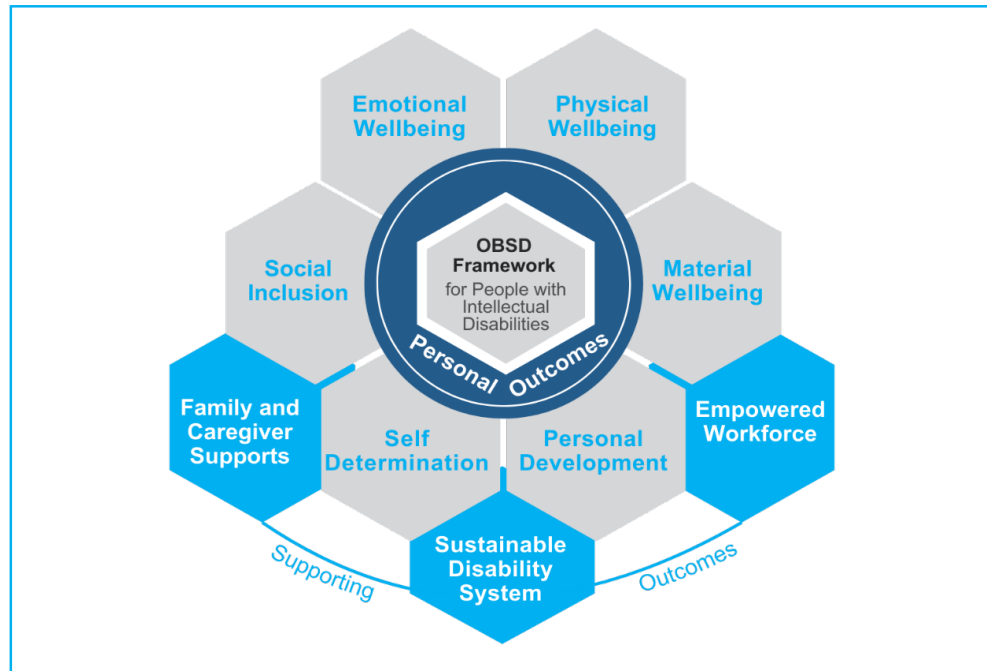 Emotional
Wellbeing
Physical
Wellbeing
OBSD
Framework
for People with
Intellectual
Disabilities
Personal Outcomes
Social
Inclusion
Material
Wellbeing
Family and
Caregiver
Supports
Self
Determination
Personal
Development
Empowered
Workforce
Sustainable
Disability
System
Supporting
Outcomes